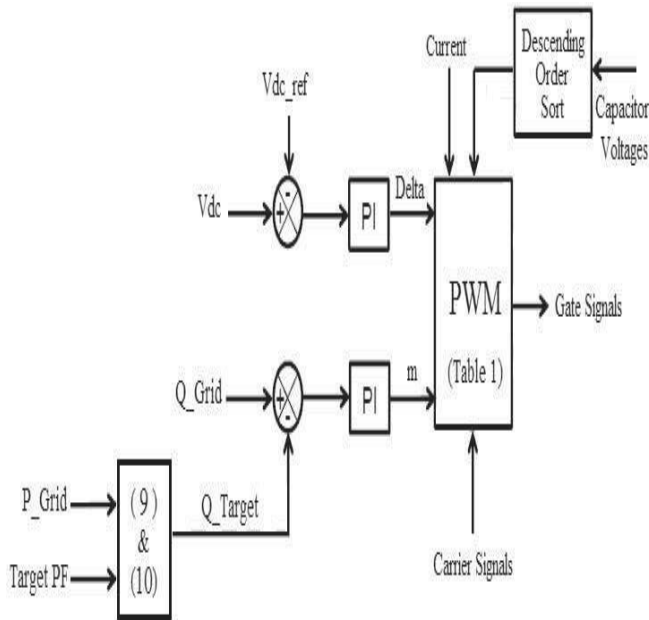 Descending
Order
Sort
Current
Capacitor
Voltages
Vdc_ref
Delta
Vdc
-
+
PI
PWM
(Table 1)
Gate Signals
m
Q_Grid
+
-
PI
P_Grid
Q_Target
(9)
&
(10)
Target PF
Carrier Signals